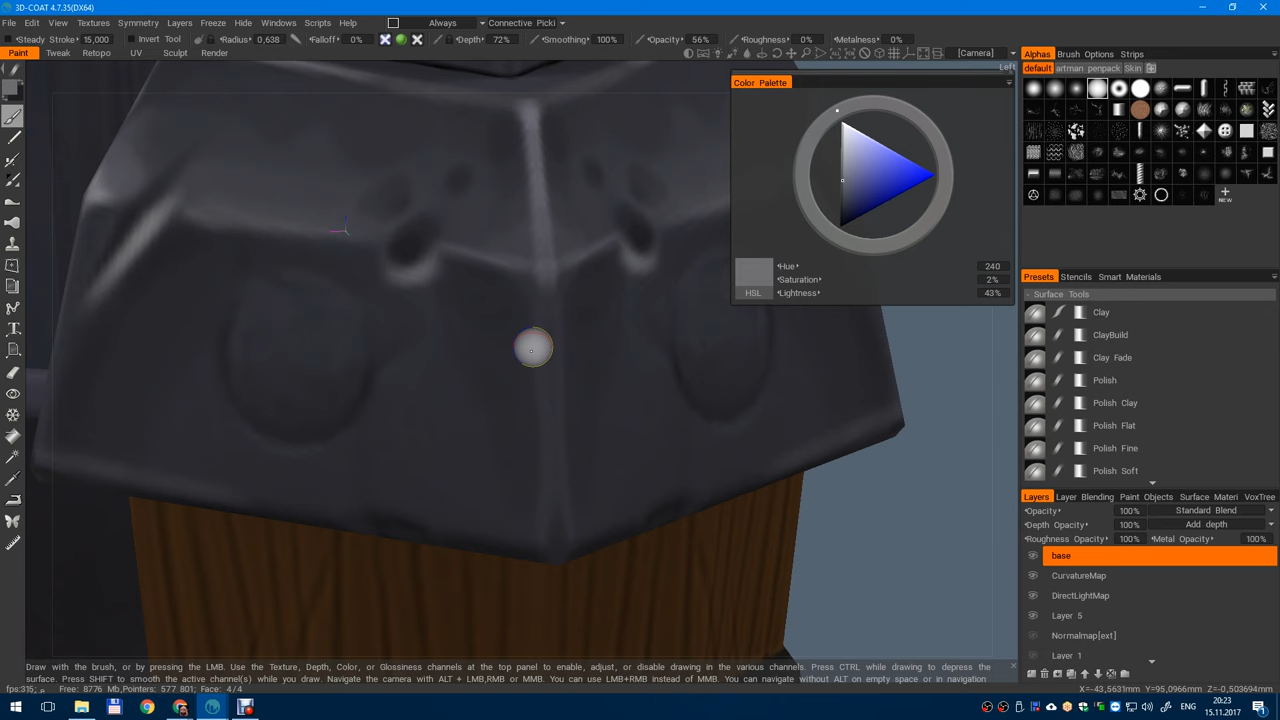 3D-COAT 4.7.35(DX64)
File Edit View Textures Symmetry Layers Freeze Hide Windows Scripts Help Always Connective Picki
Steady Stroke 15,000 Invert Tool Radius 0,638 Falloff 0% Depth 72% Smoothing 100% Opacity 56% Roughness 0% Metalness 0%
Paint Tweak Retopo UV Sculpt Render [Camera]
Left
Color Palette
Hue 240
Saturation 2%
HSL Lightness 43%
Alphas Brush Options Strips
default artman penpack Skin
NEW
Presets Stencils Smart Materials
- Surface Tools
Clay
ClayBuild
Clay Fade
Polish
Polish Clay
Polish Flat
Polish Fine
Polish Soft
Layers Layer Blending Paint Objects Surface Materi VoxTree
Opacity 100% Standard Blend
Depth Opacity 100% Add depth
Roughness Opacity 100% Metal Opacity 100%
base
CurvatureMap
DirectLightMap
Layer 5
Normalmap[ext]
Layer 1
Draw with the brush, or by pressing the LMB. Use the Texture, Depth, Color, or Glossiness channels at the top panel to enable, adjust, or disable drawing in the various channels. Press CTRL while drawing to depress the
surface. Press SHIFT to smooth the active channel(s) while you draw. Navigate the camera with ALT + LMB,RMB or MMB. You can use LMB+RMB instead of MMB. You can navigate without ALT on empty space or in navigation
fps:315; Free: 8776 Mb,Pointers: 577 801; Face: 4/4
X=-43,5631mm Y=95,0966mm Z=-0,503694mm
ENG
20:23
15.11.2017